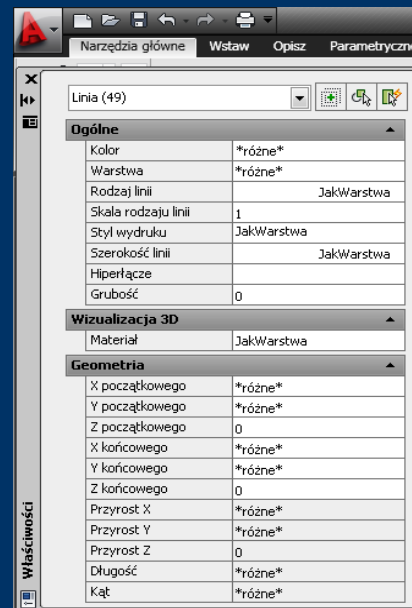 Narzędzia główne Wstaw Opisz Parametryczn
Linia (49)
Ogólne
Kolor *różne*
Warstwa *różne*
Rodzaj linii JakWarstwa
Skala rodzaju linii 1
Styl wydruku JakWarstwa
Szerokość linii JakWarstwa
Hiperłącze
Grubość 0
Wizualizacja 3D
Materiał JakWarstwa
Geometria
X początkowego *różne*
Y początkowego *różne*
Z początkowego 0
X końcowego *różne*
Y końcowego *różne*
Z końcowego 0
Przyrost X *różne*
Przyrost Y *różne*
Przyrost Z 0
Długość *różne*
Kąt *różne*
Właściwości